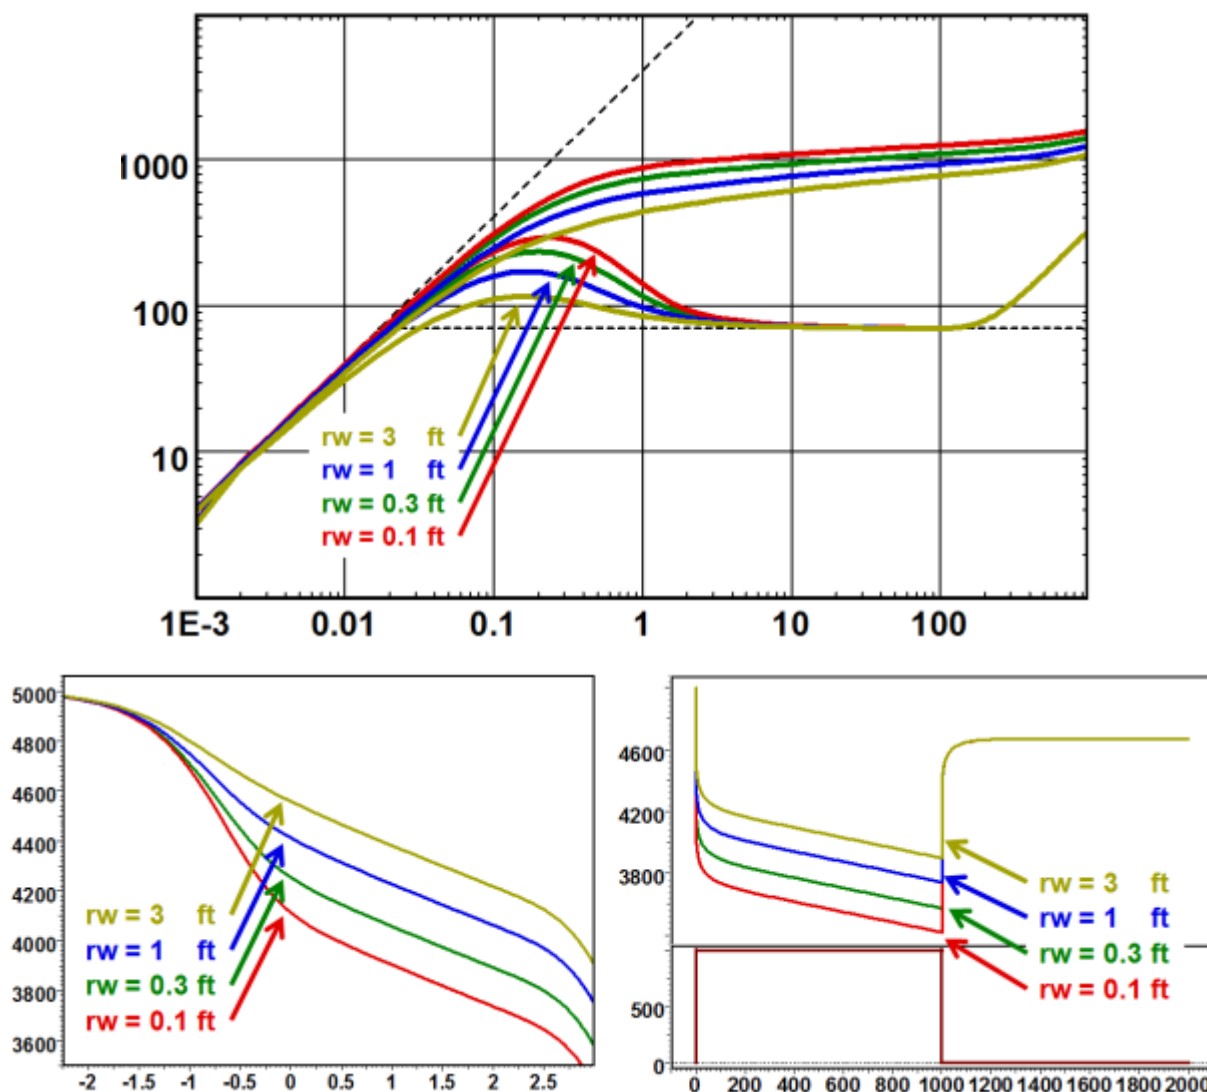 1000
100
10
rw = 3 ft
rw = 1 ft
rw = 0.3 ft
rw = 0.1 ft
1E-3 0.01 0.1 1 10 100
5000
4800
4600
4400
4200
4000
3800
3600
rw = 3 ft
rw = 1 ft
rw = 0.3 ft
rw = 0.1 ft
-2 -1.5 -1 -0.5 0 0.5 1 1.5 2 2.5
4600
4200
3800
rw = 3 ft
rw = 1 ft
rw = 0.3 ft
rw = 0.1 ft
500
0
0 200 400 600 800 1000 1200 1400 1600 1800 2000